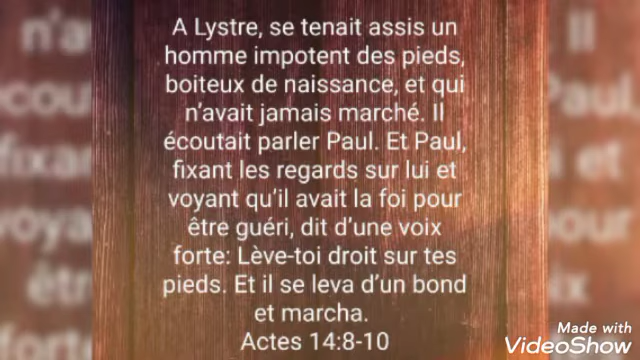 A Lystre, se tenait assis un
homme impotent des pieds,
boiteux de naissance, et qui
n’avait jamais marché. Il
écoutait parler Paul. Et Paul,
fixant les regards sur lui et
voyant qu’il avait la foi pour
être guéri, dit d’une voix
forte: Lève-toi droit sur tes
pieds. Et il se leva d’un bond
et marcha.
Actes 14:8-10
Made with
VideoShow